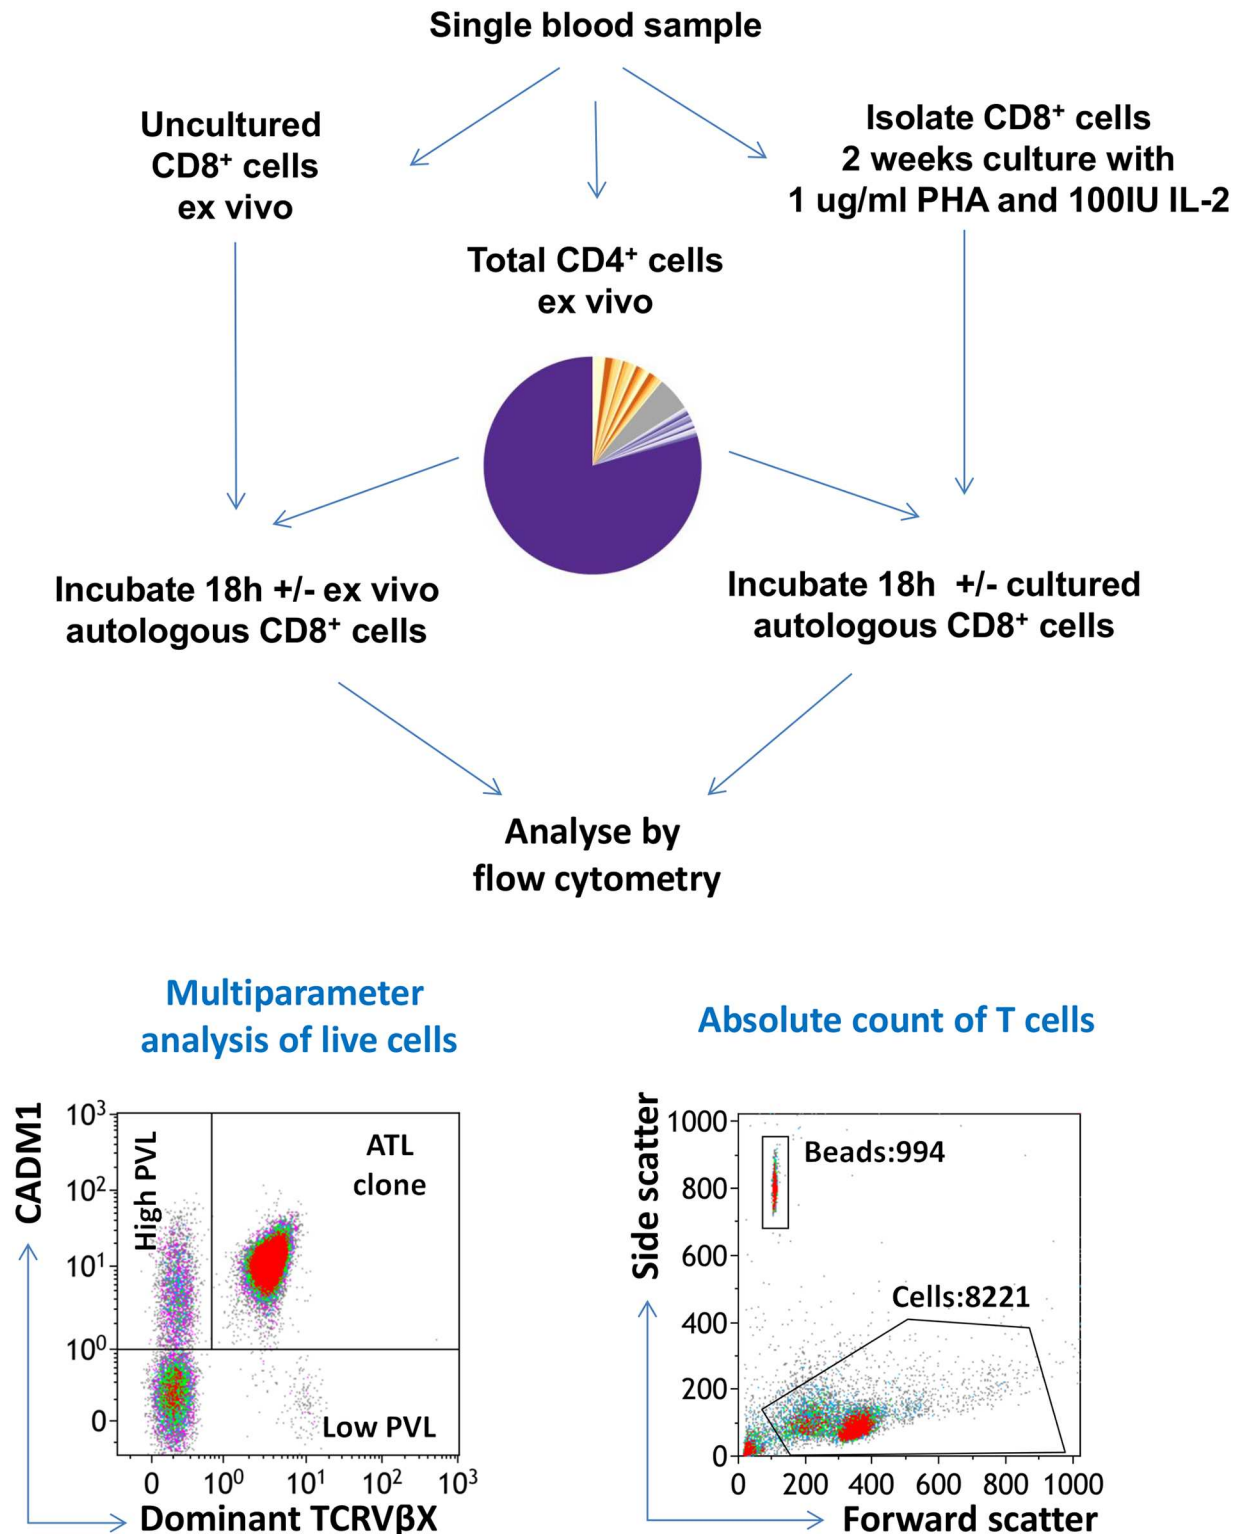 Single blood sample
Uncultured
CD8⁺ cells
ex vivo
Isolate CD8⁺ cells
2 weeks culture with
1 ug/ml PHA and 100IU IL-2
Total CD4⁺ cells
ex vivo
Incubate 18h +/- ex vivo
autologous CD8⁺ cells
Incubate 18h +/- cultured
autologous CD8⁺ cells
Analyse by
flow cytometry
Multiparameter
analysis of live cells
CADM1
10³
10²
10¹
10⁰
0
High PVL
ATL
clone
Low PVL
0 10⁰ 10¹ 10² 10³
Dominant TCRVβX
Absolute count of T cells
Side scatter
1000
800
600
400
200
0
Beads:994
Cells:8221
0 200 400 600 800 1000
Forward scatter